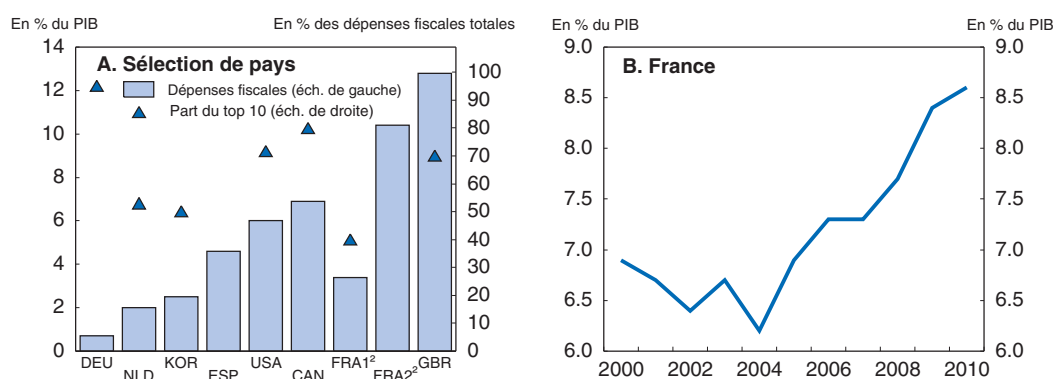 En % du PIB
En % des dépenses fiscales totales
A. Sélection de pays
Dépenses fiscales (éch. de gauche)
Part du top 10 (éch. de droite)
14
12
10
8
6
4
2
0
100
90
80
70
60
50
40
30
20
10
0
DEU
NLD
KOR
ESP
USA
CAN
FRA1²
FRA2²
GBR
En % du PIB
En % du PIB
B. France
9.0
8.5
8.0
7.5
7.0
6.5
6.0
9.0
8.5
8.0
7.5
7.0
6.5
6.0
2000 2002 2004 2006 2008 2010